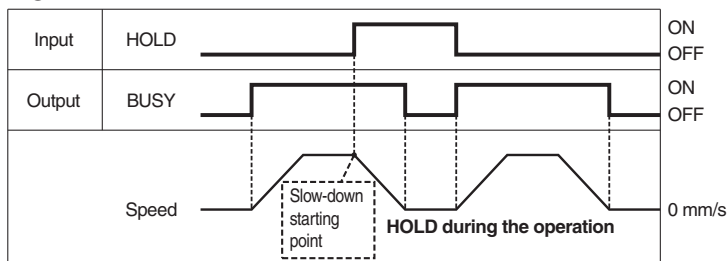 Input HOLD ON
OFF
Output BUSY ON
OFF
Speed 0 mm/s
Slow-down
starting
point
HOLD during the operation